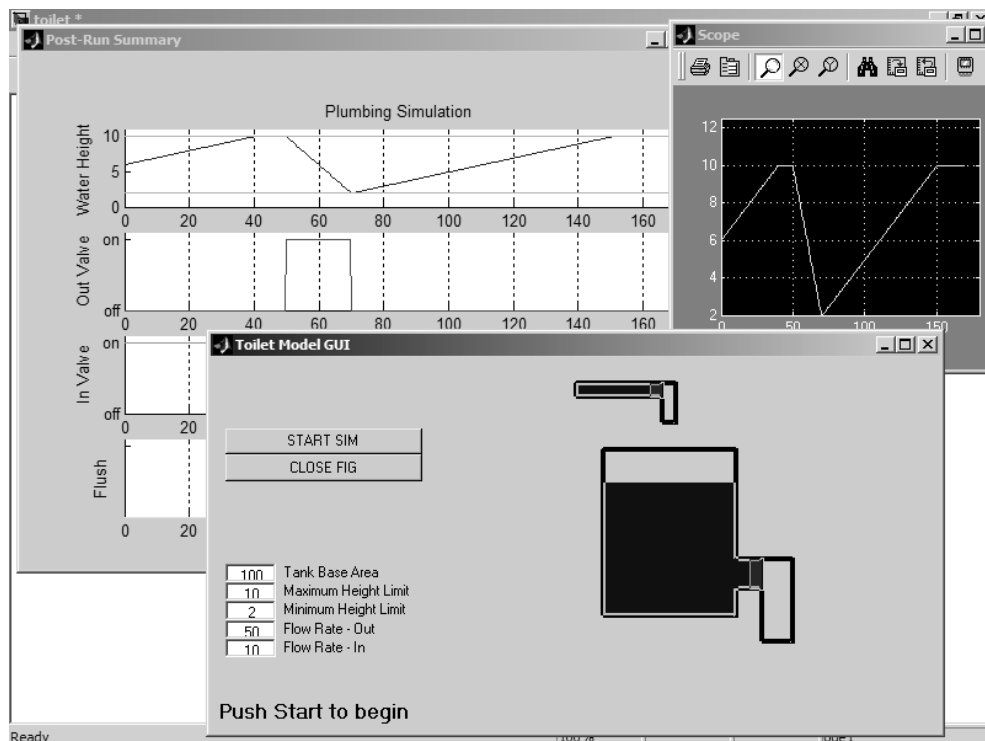 toilet *
Post-Run Summary
Scope
Plumbing Simulation
Water Height
10
5
0
0 20 40 60 80 100 120 140 160
Out Valve
on
off
0 20 40 60 80 100 120 140 160
In Valve
on
off
0 20
Flush
0 20
12
10
8
6
4
2
0 50 100 150
Toilet Model GUI
START SIM
CLOSE FIG
100 Tank Base Area
10 Maximum Height Limit
2 Minimum Height Limit
50 Flow Rate - Out
10 Flow Rate - In
Push Start to begin
Ready
100%